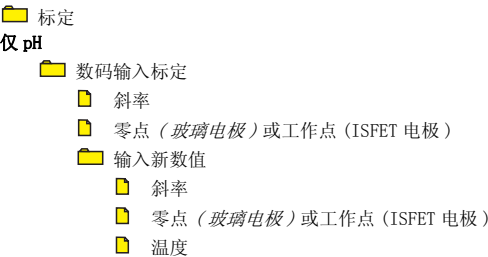 标定
仅 pH
数码输入标定
斜率
零点（玻璃电极）或工作点（ISFET 电极）
输入新数值
斜率
零点（玻璃电极）或工作点（ISFET 电极）
温度